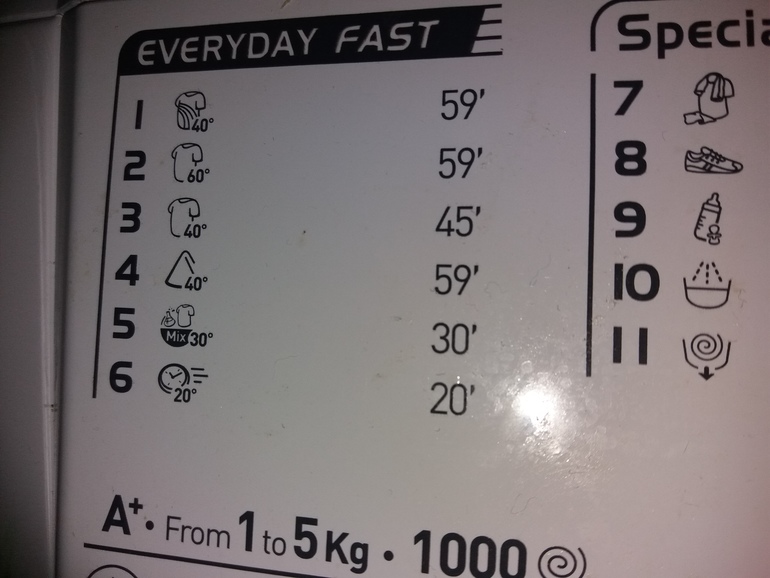 EVERYDAY FAST
1 40° 59'
2 60° 59'
3 40° 45'
4 40° 59'
5 Mix 30° 30'
6 20° 20'
7
8
9
10
11
A+ • From 1 to 5 Kg • 1000